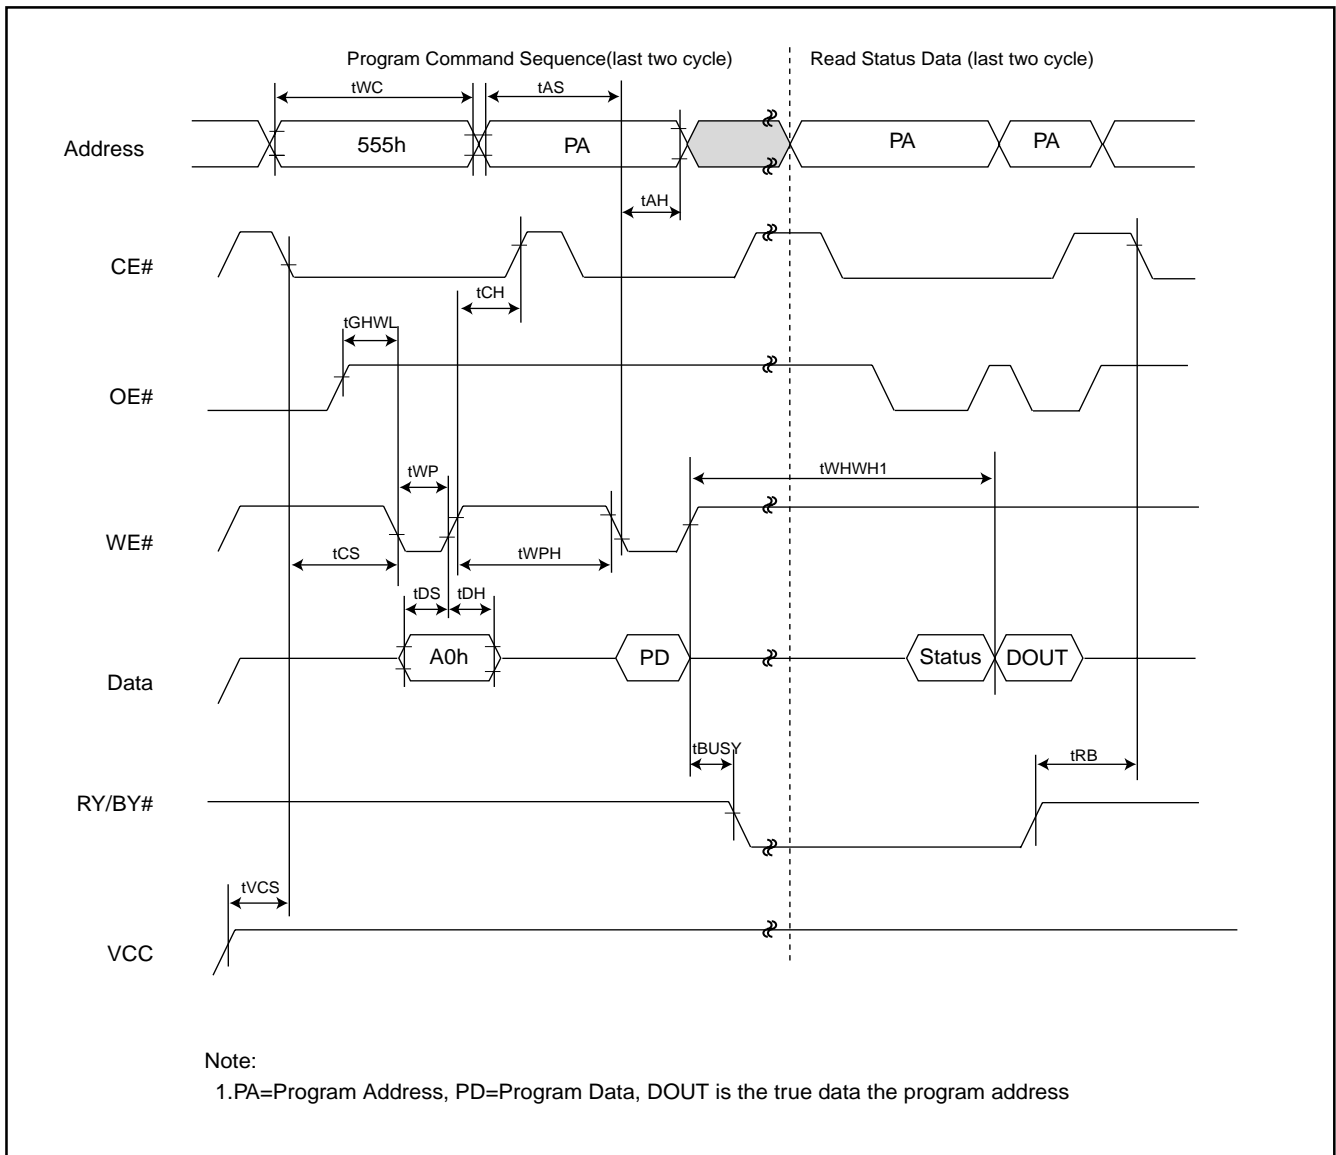 Program Command Sequence(last two cycle)
Read Status Data (last two cycle)
tWC
tAS
Address
555h
PA
PA
PA
tAH
CE#
tCH
tGHWL
OE#
tWP
tWHWH1
WE#
tCS
tWPH
tDS
tDH
Data
A0h
PD
Status
DOUT
tBUSY
tRB
RY/BY#
tVCS
VCC
Note:
1.PA=Program Address, PD=Program Data, DOUT is the true data the program address